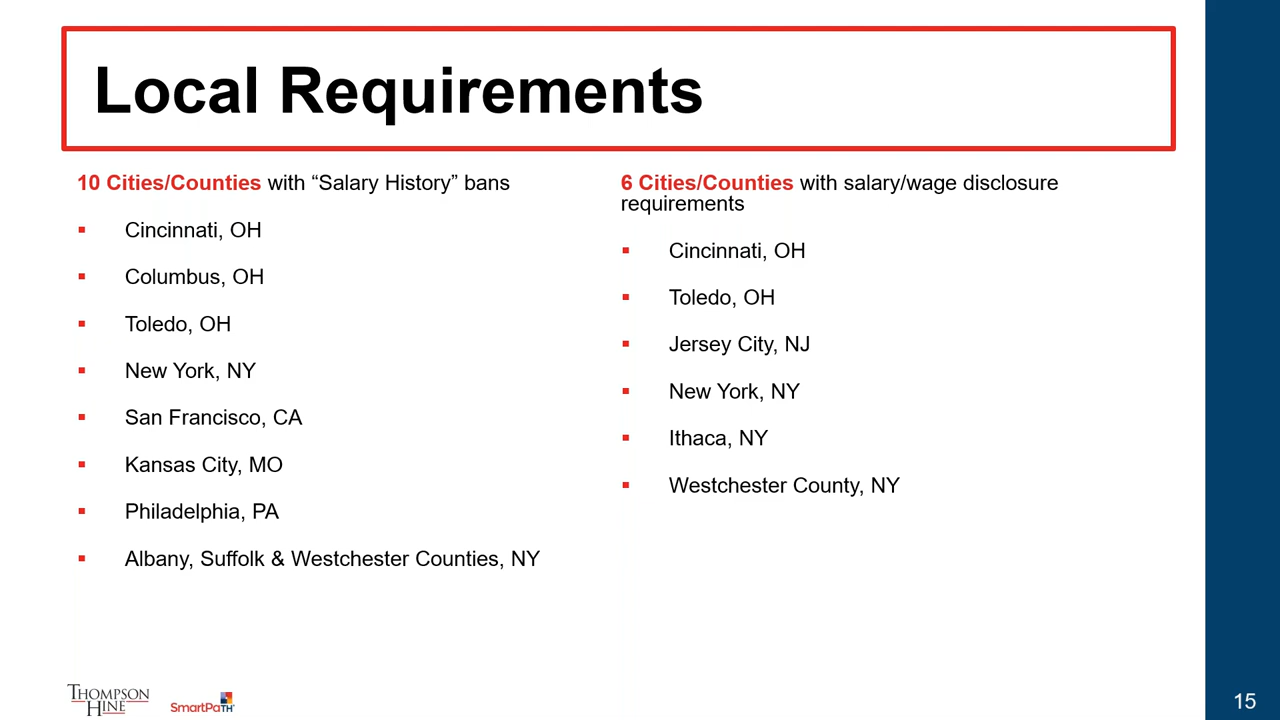 Local Requirements
10 Cities/Counties with “Salary History” bans
▪ Cincinnati, OH
▪ Columbus, OH
▪ Toledo, OH
▪ New York, NY
▪ San Francisco, CA
▪ Kansas City, MO
▪ Philadelphia, PA
▪ Albany, Suffolk & Westchester Counties, NY
6 Cities/Counties with salary/wage disclosure
requirements
▪ Cincinnati, OH
▪ Toledo, OH
▪ Jersey City, NJ
▪ New York, NY
▪ Ithaca, NY
▪ Westchester County, NY
THOMPSON
HINE
SmartPaTH
15